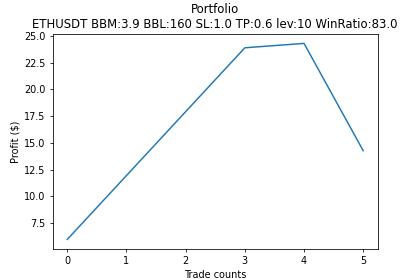 Portfolio
ETHUSDT BBM:3.9 BBL:160 SL:1.0 TP:0.6 lev:10 WinRatio:83.0
25.0
22.5
20.0
17.5
15.0
12.5
10.0
7.5
Profit ($)
0 1 2 3 4 5
Trade counts